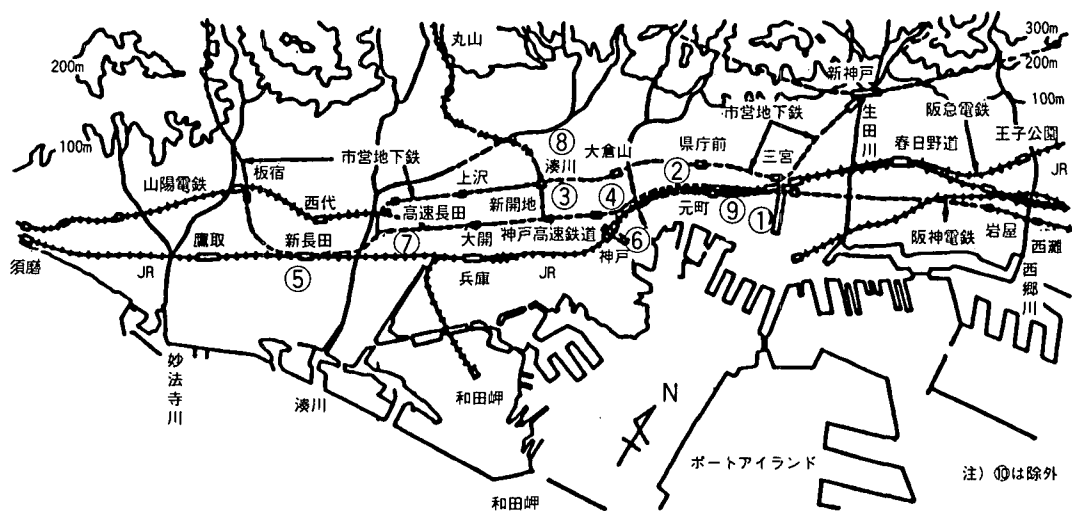 丸山
300m
200m
200m
新神戸
100m
市営地下鉄
阪急電鉄
生田川
王子公園
100m
⑧
大倉山
県庁前
三宮
春日野道
板宿
市営地下鉄
湊川
JR
山陽電鉄
上沢
②
西代
③
④
新開地
高速長田
元町
⑨
①
鷹取
新長田
⑦
大開
神戸高速鉄道
⑥
神戸
阪神電鉄
岩屋
西灘
須磨
JR
⑤
兵庫
JR
西郷川
妙法寺川
湊川
和田岬
N
ポートアイランド
注) ⑩は除外
和田岬